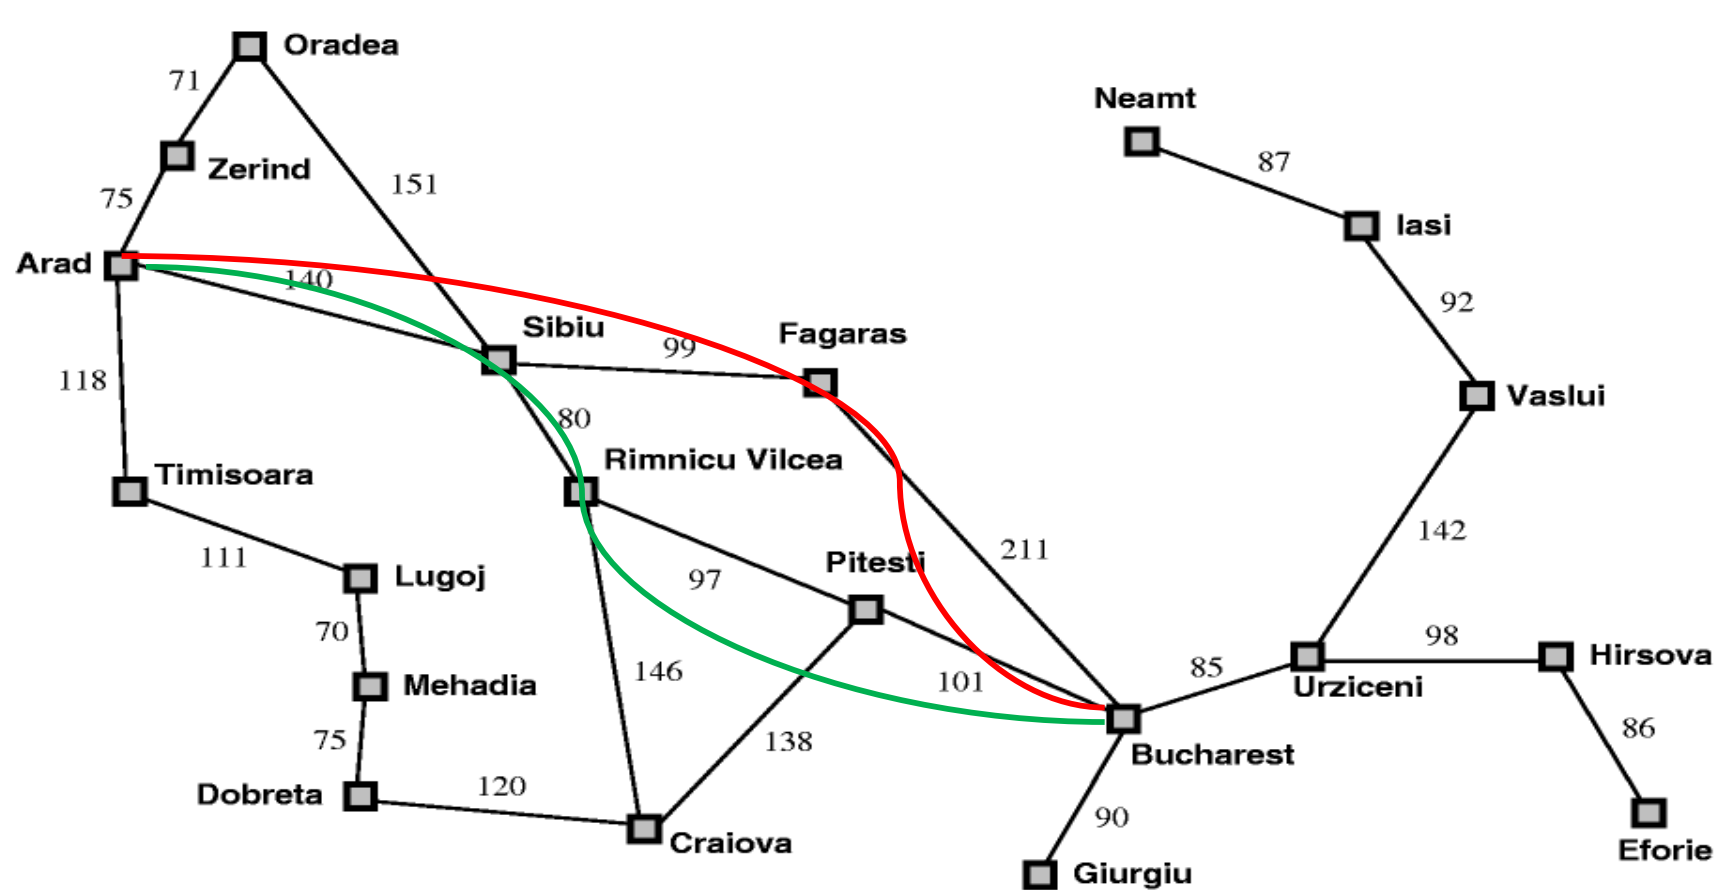 Oradea
71
Neamt
87
Zerind
151
75
Iasi
Arad
140
92
Sibiu
Fagaras
99
118
Vaslui
80
Rimnicu Vilcea
Timisoara
142
211
111
Pitesti
97
Lugoj
70
98
Hirsova
146
85
Mehadia
101
Urziceni
86
75
138
Bucharest
120
Dobreta
90
Craiova
Eforie
Giurgiu